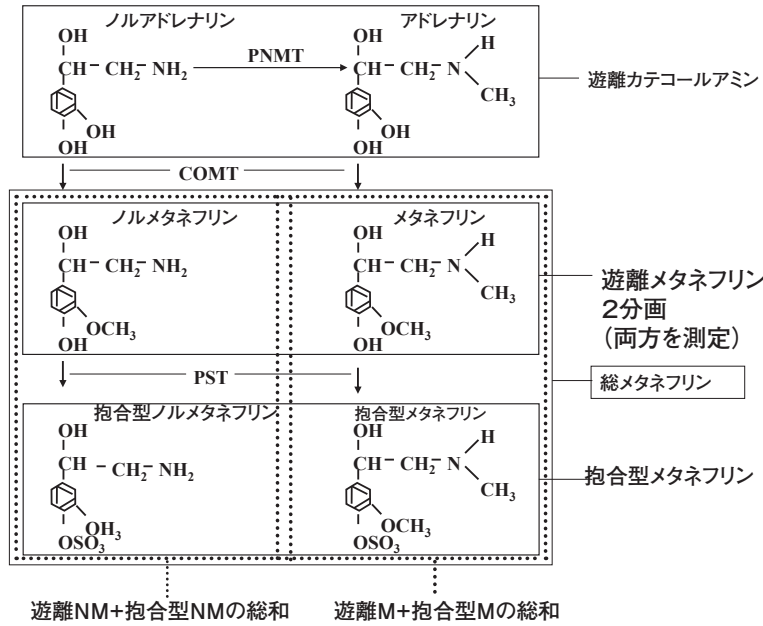 ノルアドレナリン
アドレナリン
OH
CH－CH₂－NH₂
OH
OH
PNMT
OH
CH－CH₂－N
H
CH₃
OH
OH
遊離カテコールアミン
COMT
ノルメタネフリン
メタネフリン
OH
CH－CH₂－NH₂
OCH₃
OH
OH
CH－CH₂－N
H
CH₃
OCH₃
OH
遊離メタネフリン
2分画
（両方を測定）
PST
総メタネフリン
抱合型ノルメタネフリン
抱合型メタネフリン
OH
CH－CH₂－NH₂
OH₃
OSO₃
OH
CH－CH₂－N
H
CH₃
OCH₃
OSO₃
抱合型メタネフリン
遊離NM+抱合型NMの総和
遊離M+抱合型Mの総和